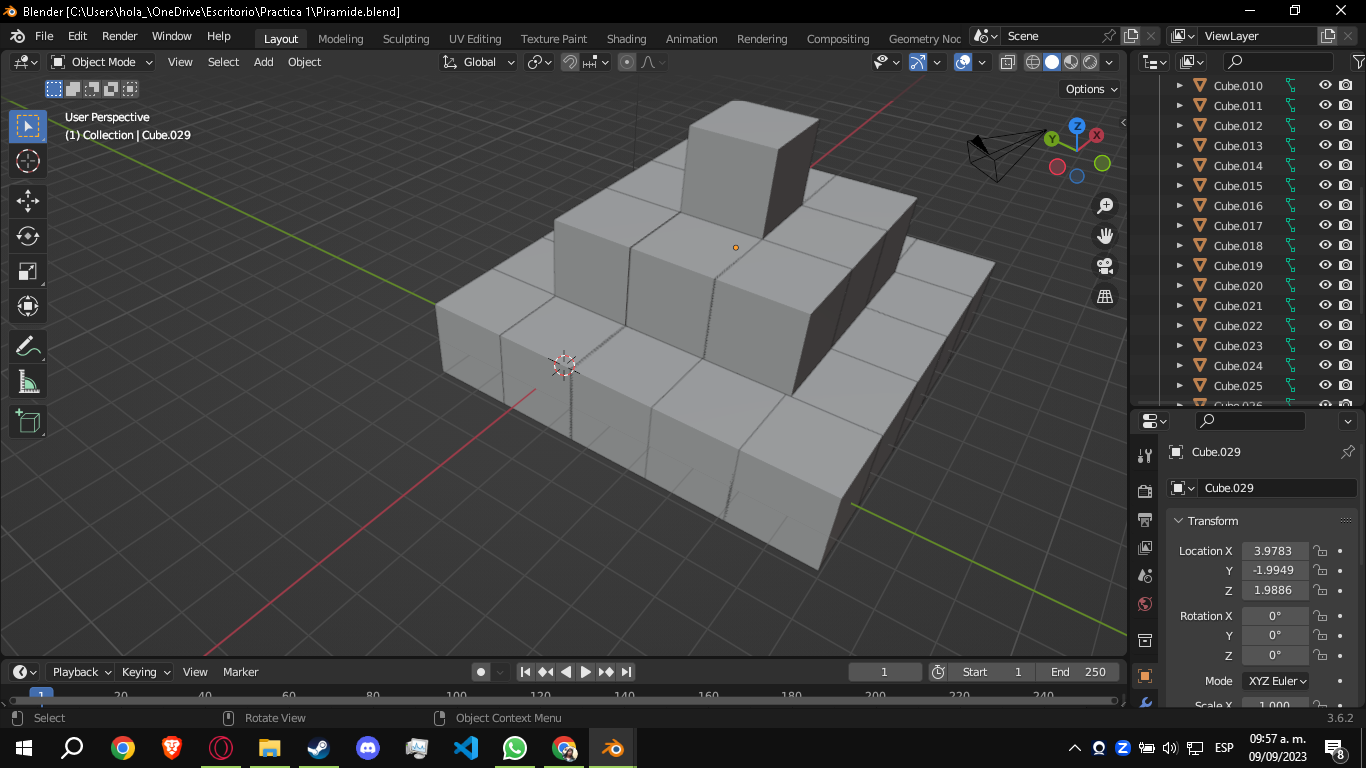 Blender [C:\Users\hola_\OneDrive\Escritorio\Practica 1\Piramide.blend]
File Edit Render Window Help Layout Modeling Sculpting UV Editing Texture Paint Shading Animation Rendering Compositing Geometry Noc Scene ViewLayer
Object Mode View Select Add Object Global
Options
User Perspective
(1) Collection | Cube.029
Z
Y
X
Cube.010
Cube.011
Cube.012
Cube.013
Cube.014
Cube.015
Cube.016
Cube.017
Cube.018
Cube.019
Cube.020
Cube.021
Cube.022
Cube.023
Cube.024
Cube.025
Cube.026
Cube.029
Cube.029
Transform
Location X 3.9783
Y -1.9949
Z 1.9886
Rotation X 0°
Y 0°
Z 0°
Mode XYZ Euler
Scale X 1.000
Playback Keying View Marker 1 Start 1 End 250
1 20 40 60 80 100 120 140 160 180 200 220 240
Select Rotate View Object Context Menu 3.6.2
ESP
09:57 a. m.
09/09/2023
8